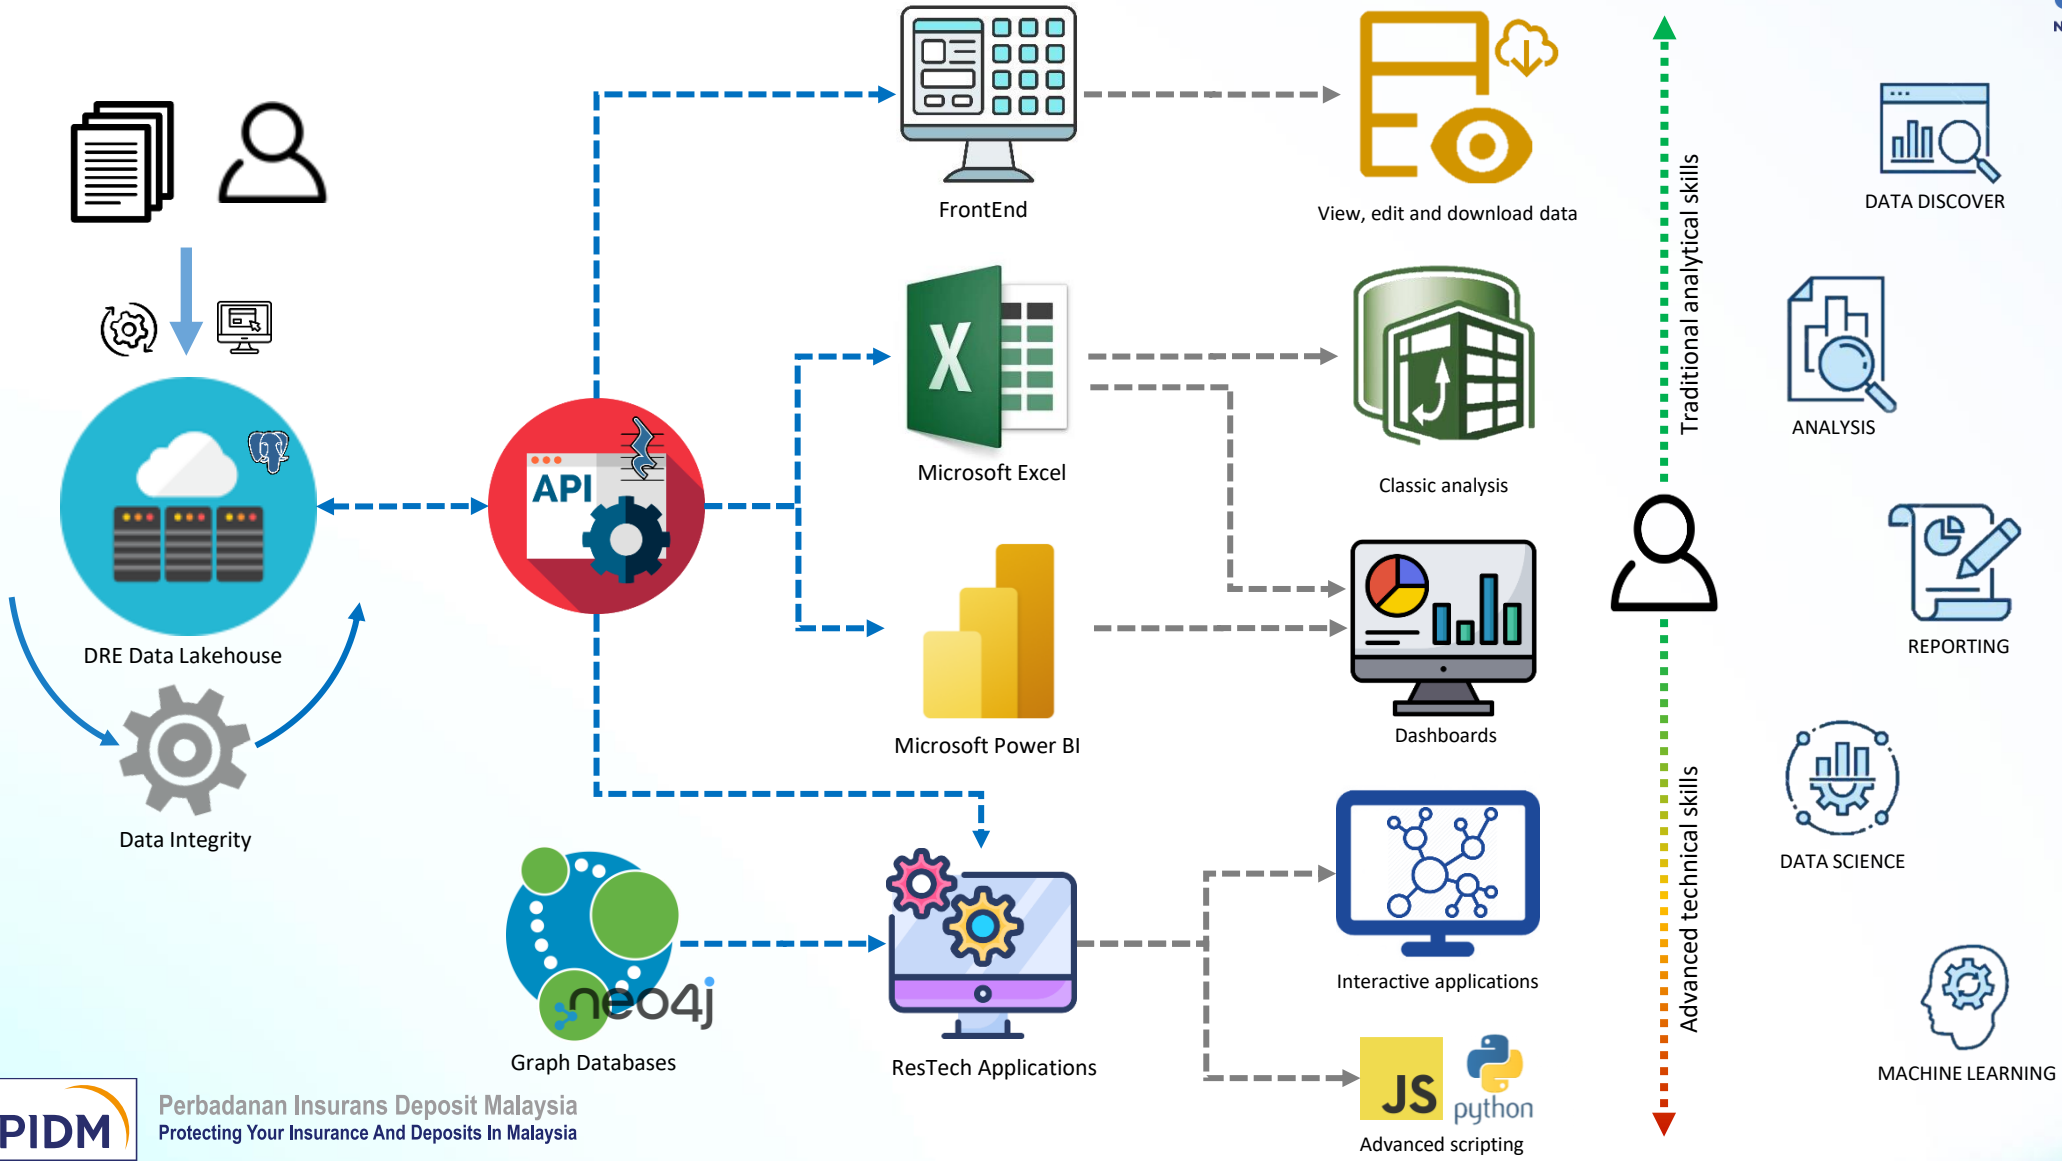 FrontEnd
View, edit and download data
Traditional analytical skills
DATA DISCOVER
X
Microsoft Excel
Classic analysis
ANALYSIS
API
DRE Data Lakehouse
Microsoft Power BI
Dashboards
REPORTING
Data Integrity
Advanced technical skills
DATA SCIENCE
neo4j
Graph Databases
ResTech Applications
Interactive applications
JS
python
Advanced scripting
MACHINE LEARNING
PIDM
Perbadanan Insurans Deposit Malaysia
Protecting Your Insurance And Deposits In Malaysia